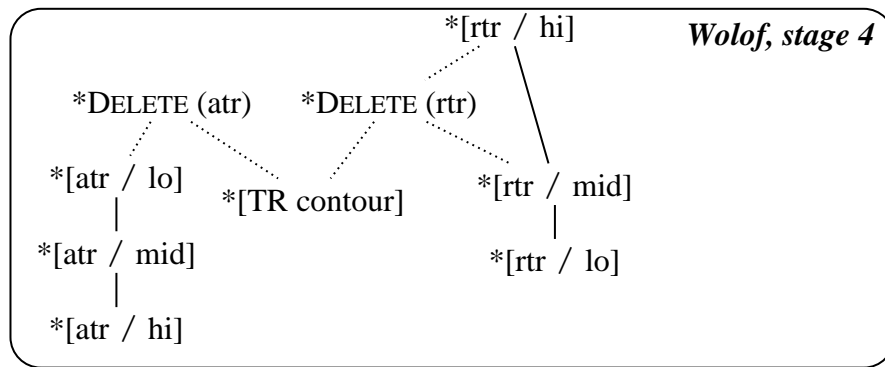 *[rtr / hi]
Wolof, stage 4
*DELETE (atr)
*DELETE (rtr)
*[atr / lo]
*[TR contour]
*[rtr / mid]
*[atr / mid]
*[rtr / lo]
*[atr / hi]